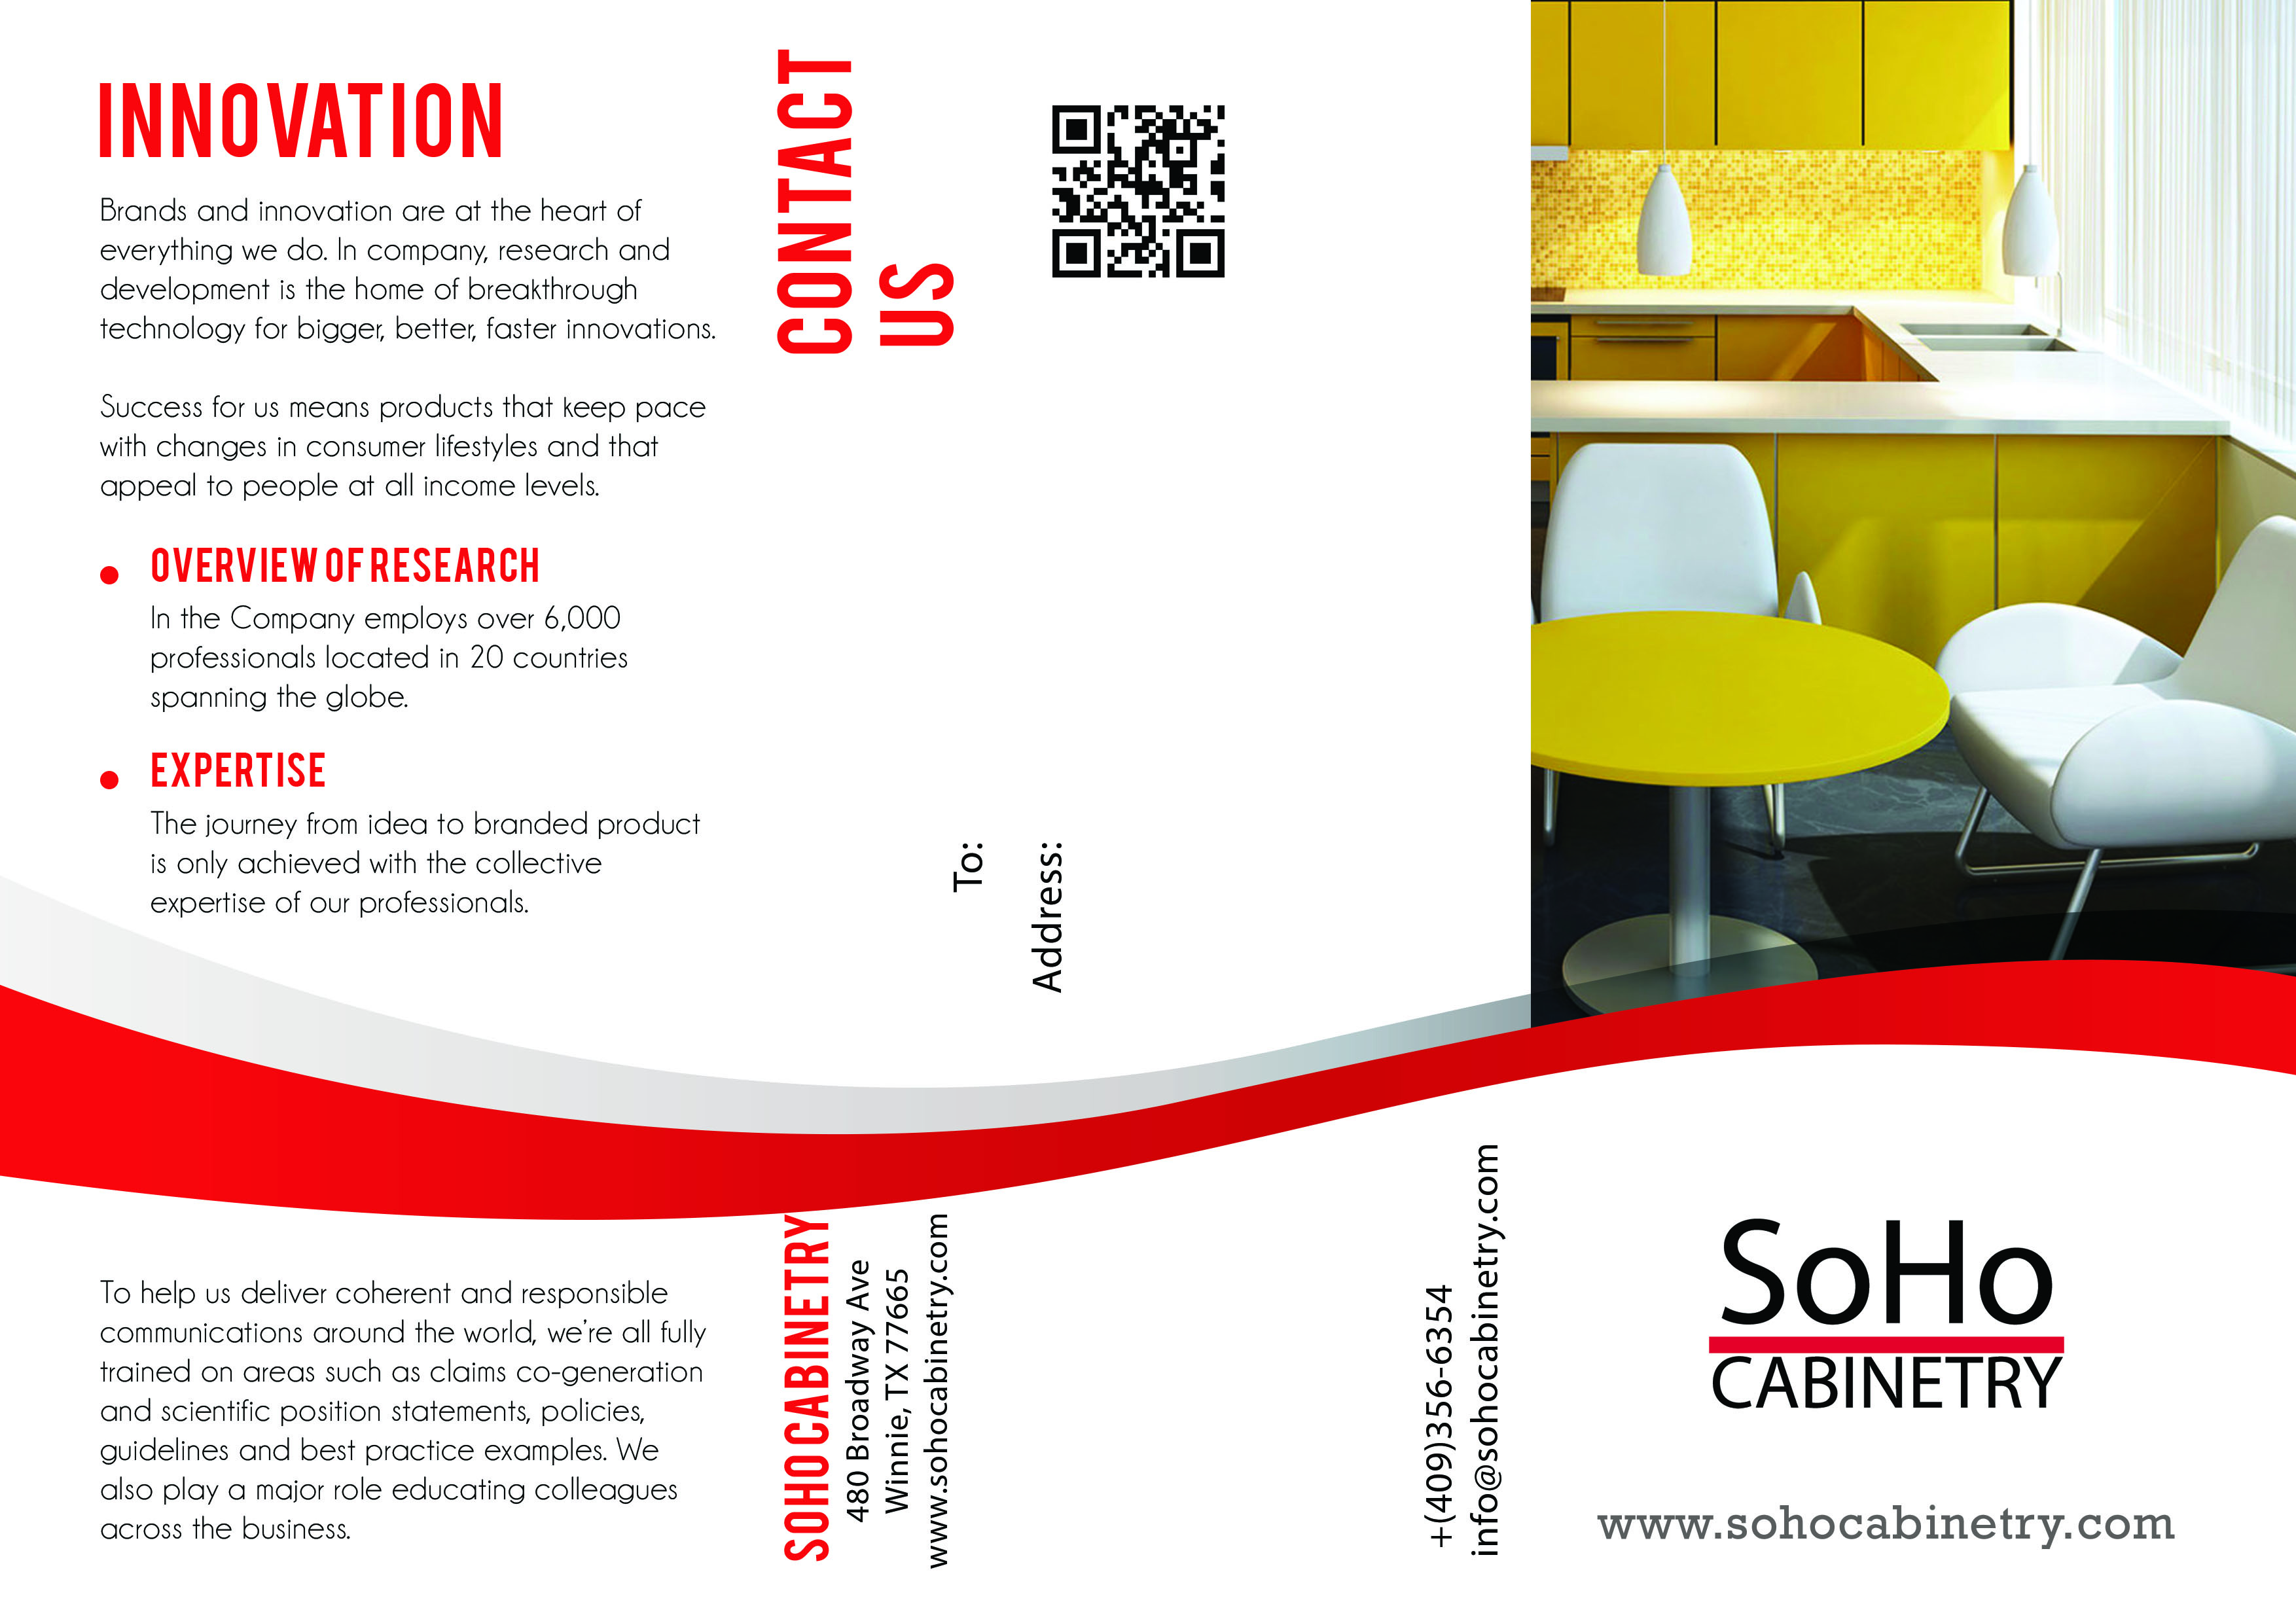 INNOVATION
Brands and innovation are at the heart of
everything we do. In company, research and
development is the home of breakthrough
technology for bigger, better, faster innovations.
Success for us means products that keep pace
with changes in consumer lifestyles and that
appeal to people at all income levels.
OVERVIEW OF RESEARCH
In the Company employs over 6,000
professionals located in 20 countries
spanning the globe.
EXPERTISE
The journey from idea to branded product
is only achieved with the collective
expertise of our professionals.
To help us deliver coherent and responsible
communications around the world, we're all fully
trained on areas such as claims co-generation
and scientific position statements, policies,
guidelines and best practice examples. We
also play a major role educating colleagues
across the business.
CONTACT
US
To:
Address:
SOHO CABINETRY
480 Broadway Ave
Winnie, TX 77665
www.sohocabinetry.com
+(409)356-6354
info@sohocabinetry.com
SoHo
CABINETRY
www.sohocabinetry.com